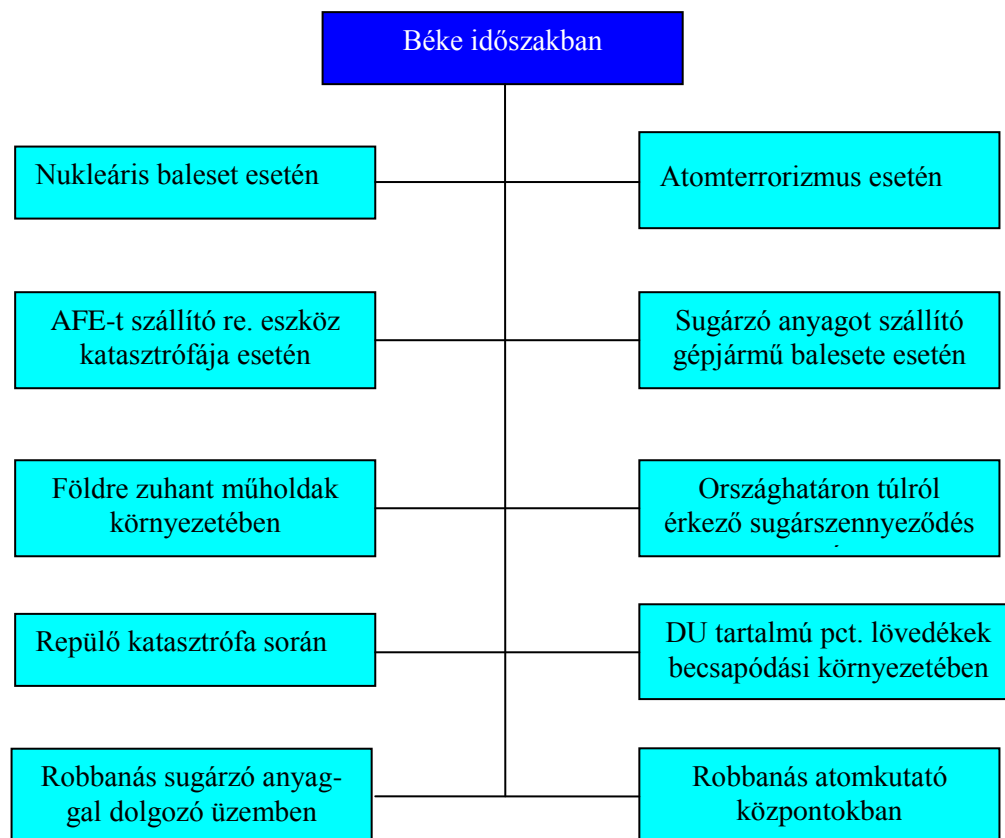 Béke időszakban
Nukleáris baleset esetén
Atomterrorizmus esetén
AFE-t szállító re. eszköz
katasztrófája esetén
Sugárzó anyagot szállító
gépjármű balesete esetén
Földre zuhant műholdak
környezetében
Országhatáron túlról
érkező sugárszennyeződés
Repülő katasztrófa során
DU tartalmú pct. lövedékek
becsapódási környezetében
Robbanás sugárzó anyag-
gal dolgozó üzemben
Robbanás atomkutató
központokban